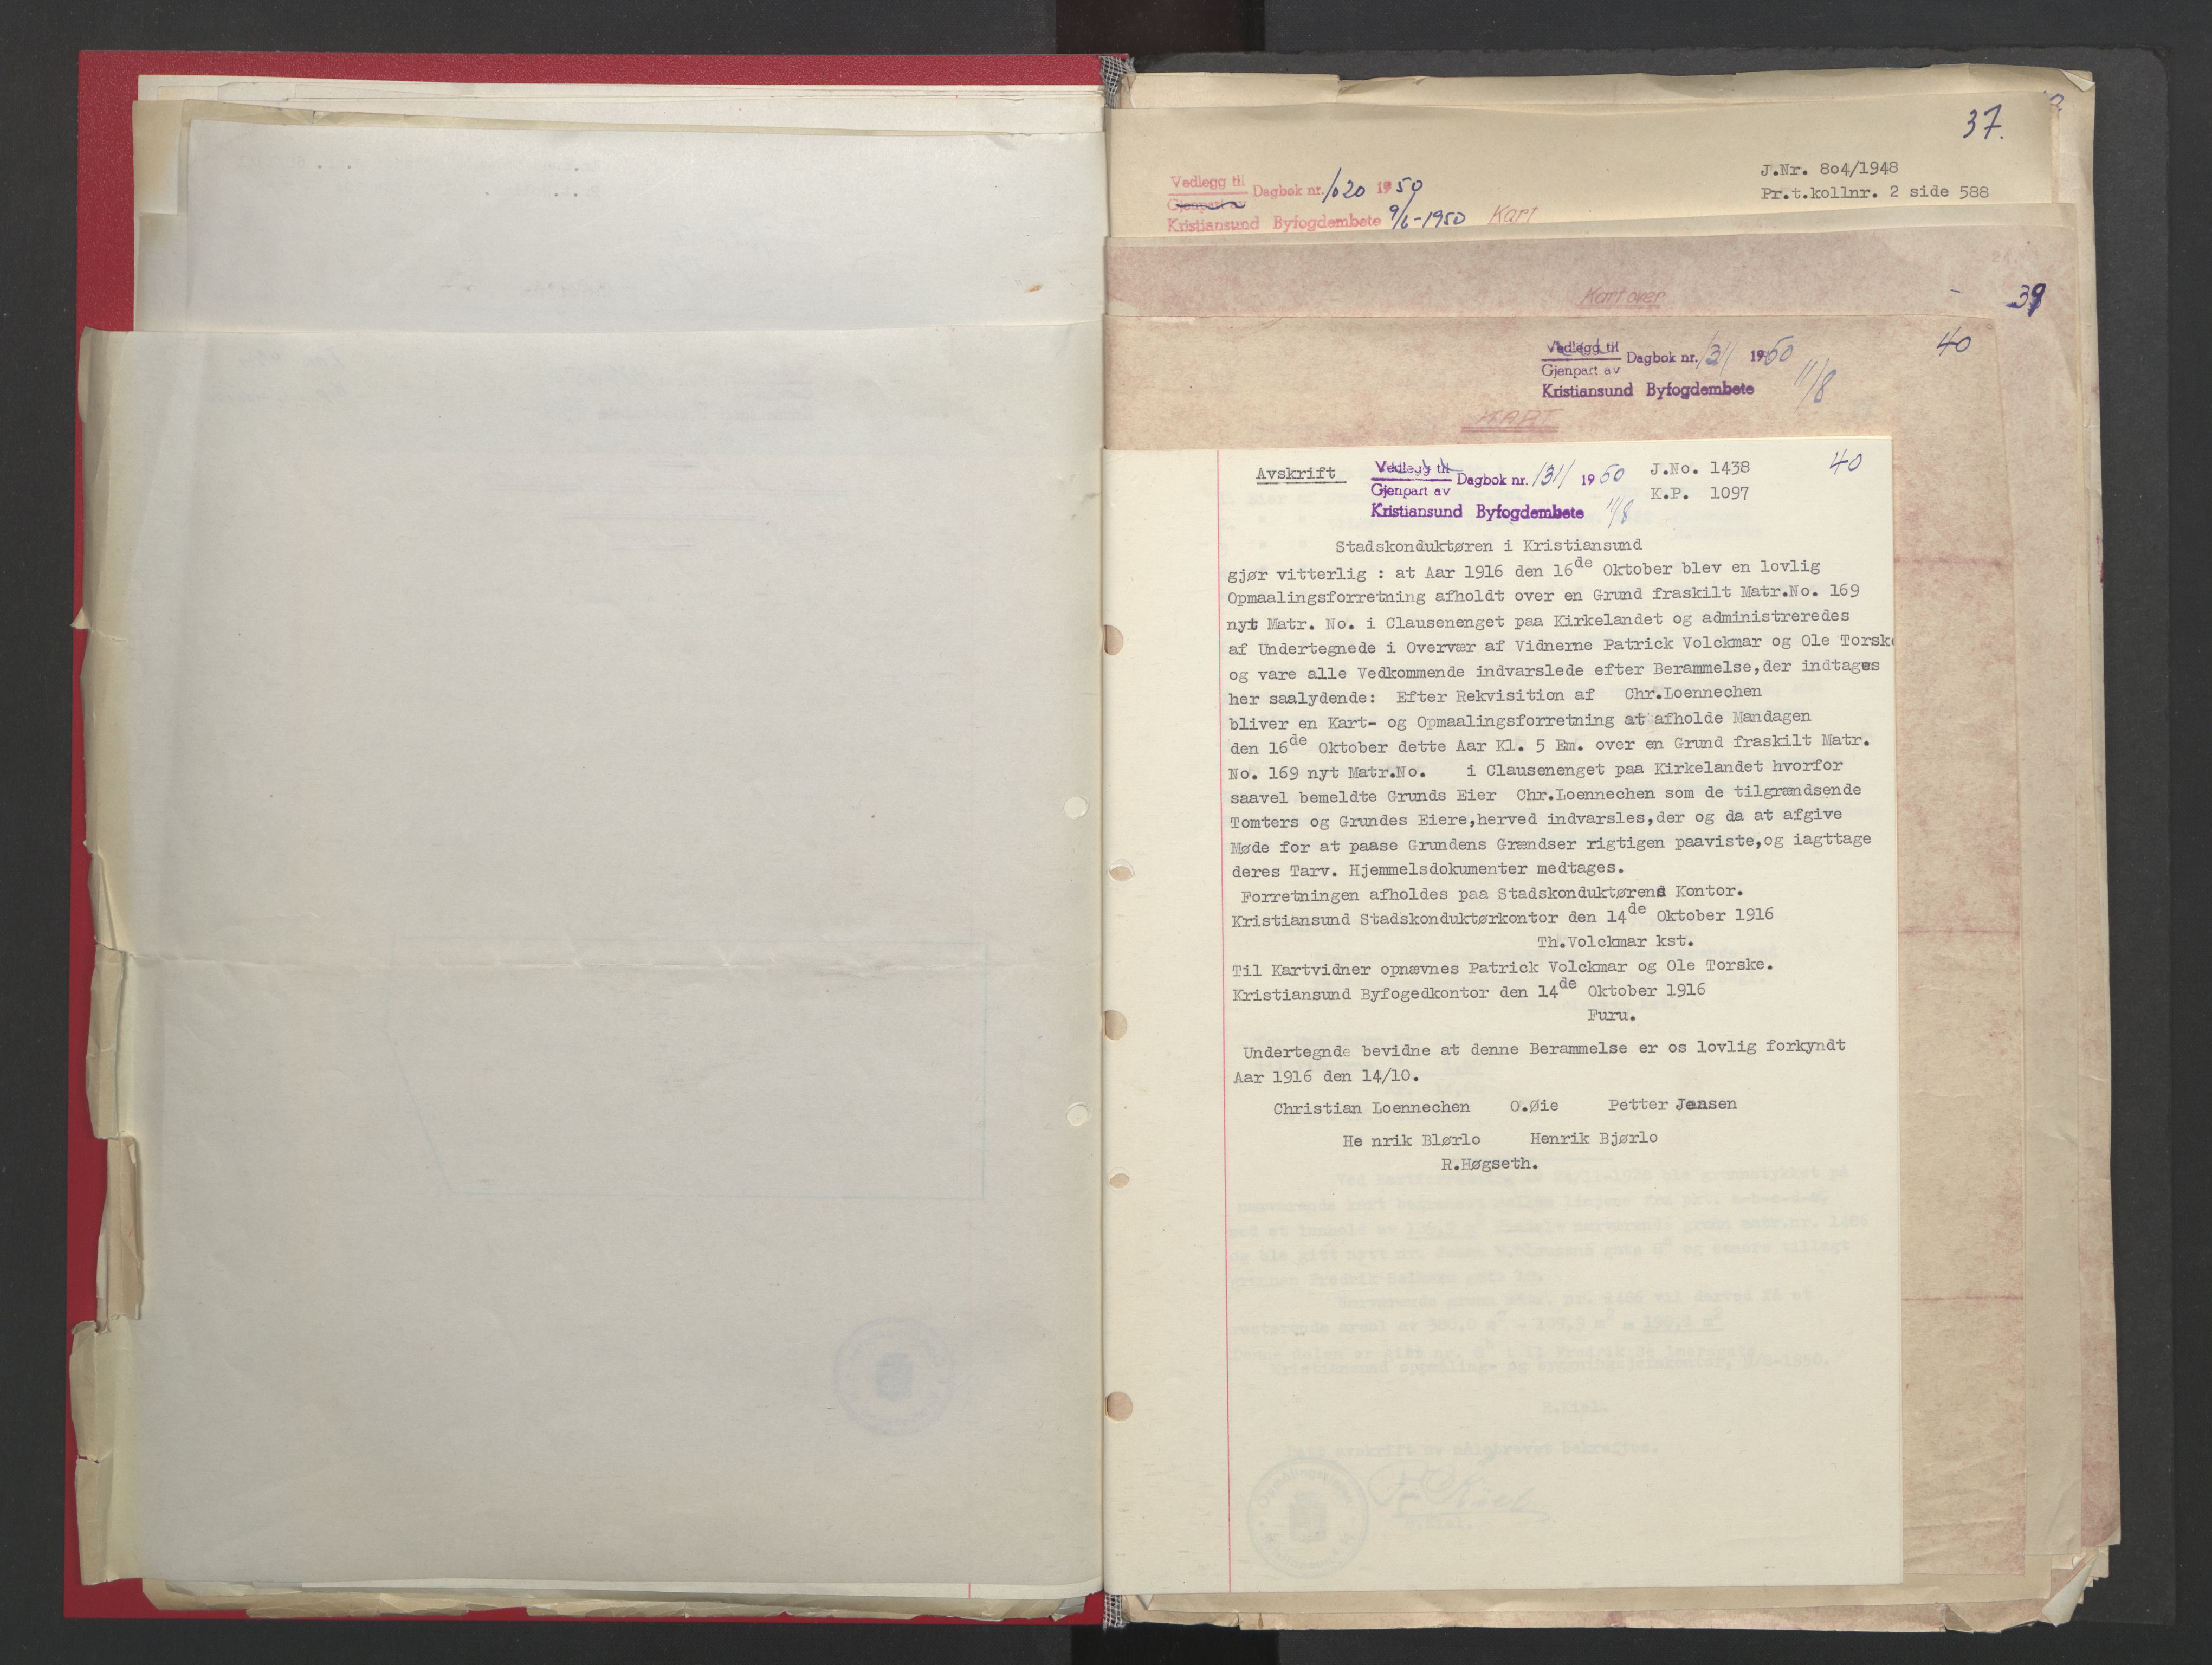 37.
J.Nr. 8o4/1948
Pr.t.kollnr. 2 side 588
Vedlegg til
Gjenpart av
Dagbok nr. 1020 1950
Kristiansund Byfogdembete 9/6-1950 Kart
Kart over
39
40
Vedlegg til
Gjenpart av
Dagbok nr. 1311 1950
Kristiansund Byfogdembete 11/8
KART
Avskrift
Vedlegg til
Gjenpart av
Dagbok nr. 1311 1950
Kristiansund Byfogdembete 11/8
J.No. 1438
K.P. 1097
40
Stadskonduktøren i Kristiansund
gjør vitterlig : at Aar 1916 den 16de Oktober blev en lovlig
Opmaalingsforretning afholdt over en Grund fraskilt Matr.No. 169
nyt Matr. No. i Clausenenget paa Kirkelandet og administreredes
af Undertegnede i Overvær af Vidnerne Patrick Volckmar og Ole Torske
og vare alle Vedkommende indvarslede efter Berammelse,der indtages
her saalydende: Efter Rekvisition af Chr.Loennechen
bliver en Kart- og Opmaalingsforretning at afholde Mandagen
den 16de Oktober dette Aar Kl. 5 Em. over en Grund fraskilt Matr.
No. 169 nyt Matr.No. i Clausenenget paa Kirkelandet hvorfor
saavel bemeldte Grunds Eier Chr.Loennechen som de tilgrændsende
Tomters og Grundes Eiere,herved indvarsles,der og da at afgive
Møde for at paase Grundens Grændser rigtigen paaviste,og iagttage
deres Tarv. Hjemmelsdokumenter medtages.
Forretningen afholdes paa Stadskonduktørens Kontor.
Kristiansund Stadskonduktørkontor den 14de Oktober 1916
Th.Volckmar kst.
Til Kartvidner opnævnes Patrick Volckmar og Ole Torske.
Kristiansund Byfogedkontor den 14de Oktober 1916
Furu.
Undertegnde bevidne at denne Berammelse er os lovlig forkyndt
Aar 1916 den 14/10.
Christian Loennechen O.Øie Petter Jensen
He nrik Blørlo Henrik Bjørlo
R.Høgseth.